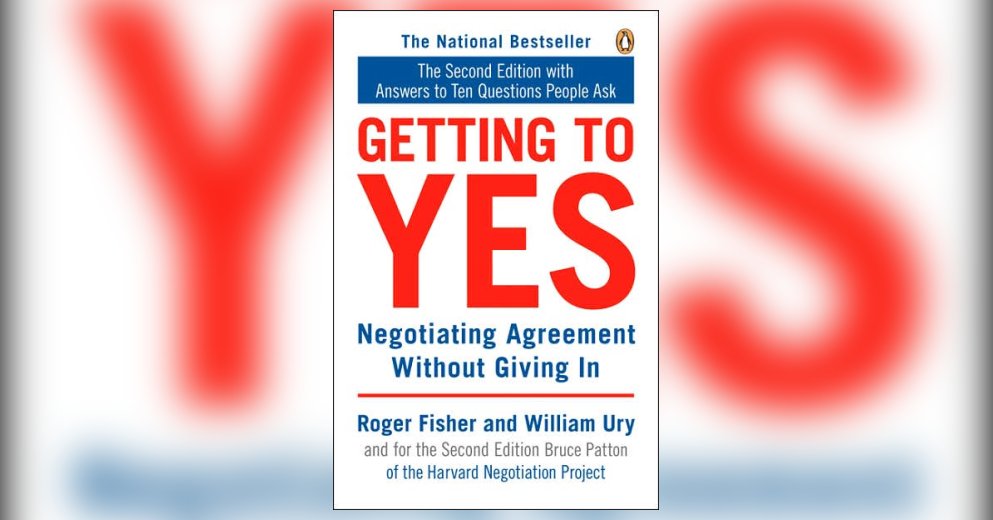 The National Bestseller
The Second Edition with
Answers to Ten Questions People Ask
GETTING TO
YES
Negotiating Agreement
Without Giving In
Roger Fisher and William Ury
and for the Second Edition Bruce Patton
of the Harvard Negotiation Project